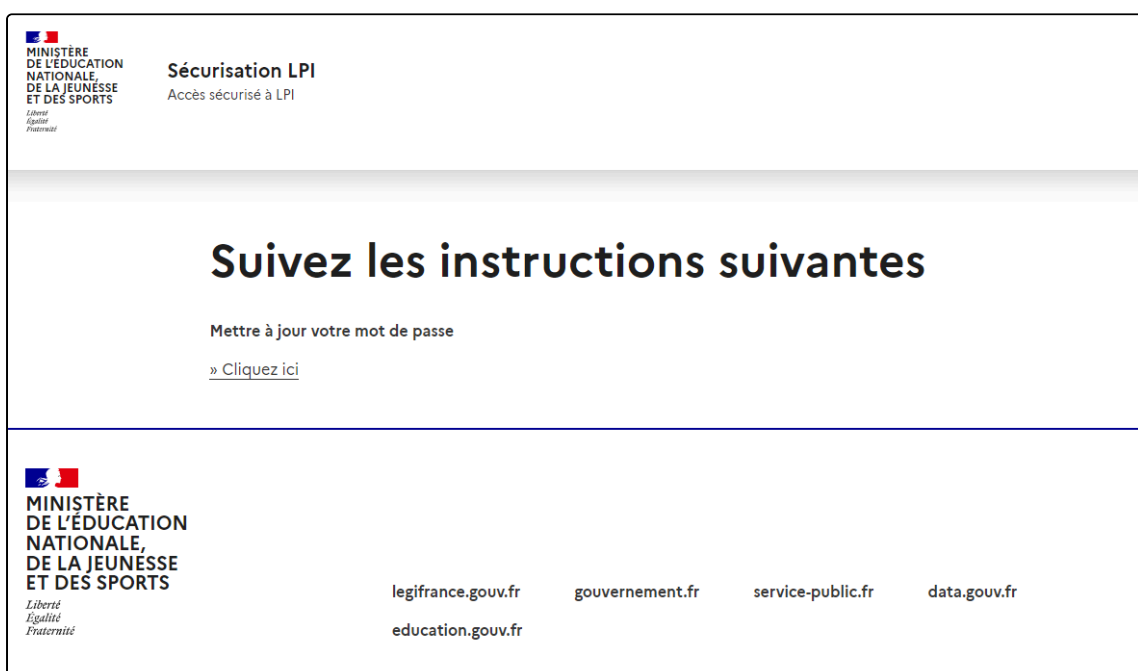 MINISTÈRE
DE L'ÉDUCATION
NATIONALE,
DE LA JEUNESSE
ET DES SPORTS
Liberté
Égalité
Fraternité
Sécurisation LPI
Accès sécurisé à LPI
Suivez les instructions suivantes
Mettre à jour votre mot de passe
» Cliquez ici
MINISTÈRE
DE L'ÉDUCATION
NATIONALE,
DE LA JEUNESSE
ET DES SPORTS
Liberté
Égalité
Fraternité
legifrance.gouv.fr gouvernement.fr service-public.fr data.gouv.fr
education.gouv.fr